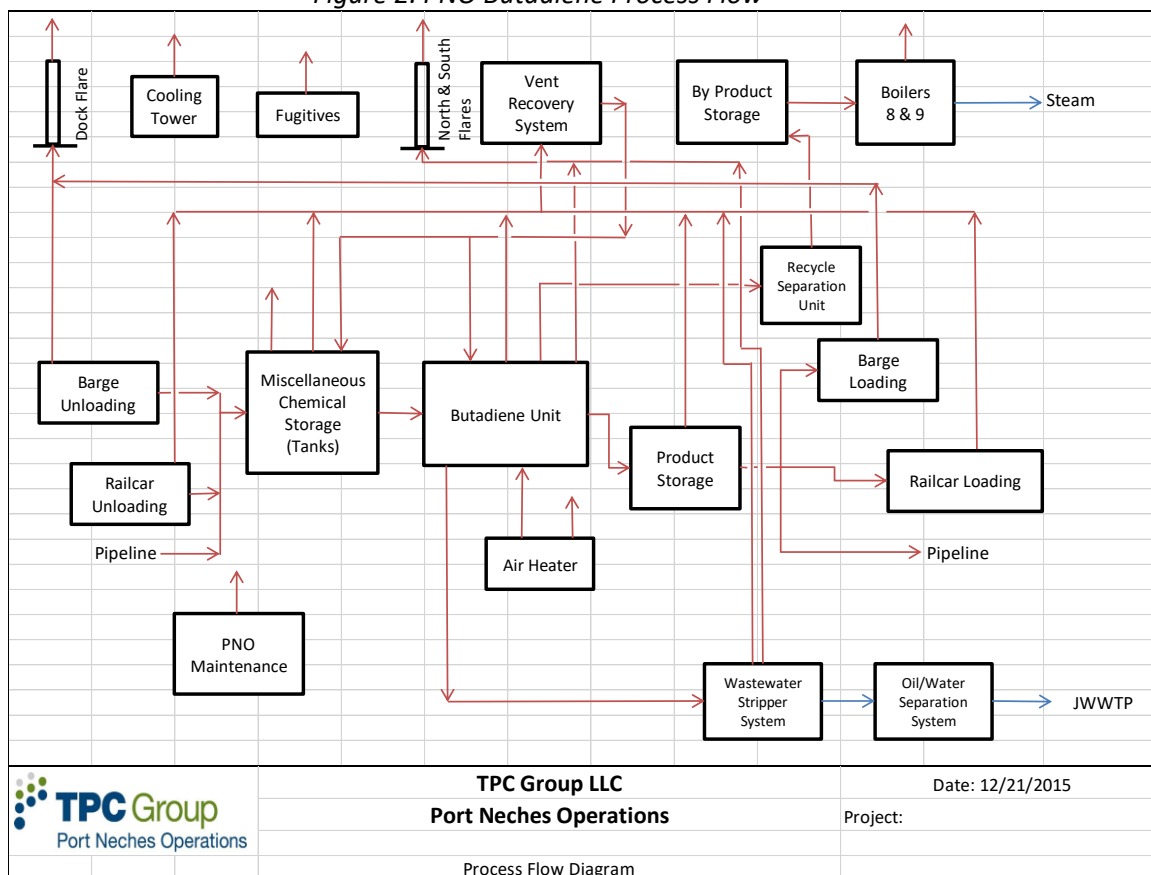 Figure 2: PNO Butadiene Process Flow
Dock Flare
Cooling
Tower
Fugitives
North & South
Flares
Vent
Recovery
System
By Product
Storage
Boilers
8 & 9
Steam
Recycle
Separation
Unit
Barge
Unloading
Miscellaneous
Chemical
Storage
(Tanks)
Butadiene Unit
Barge
Loading
Railcar
Unloading
Product
Storage
Railcar Loading
Pipeline
Air Heater
Pipeline
PNO
Maintenance
Wastewater
Stripper
System
Oil/Water
Separation
System
JWWTP
TPC Group
Port Neches Operations
TPC Group LLC
Port Neches Operations
Process Flow Diagram
Date: 12/21/2015
Project: